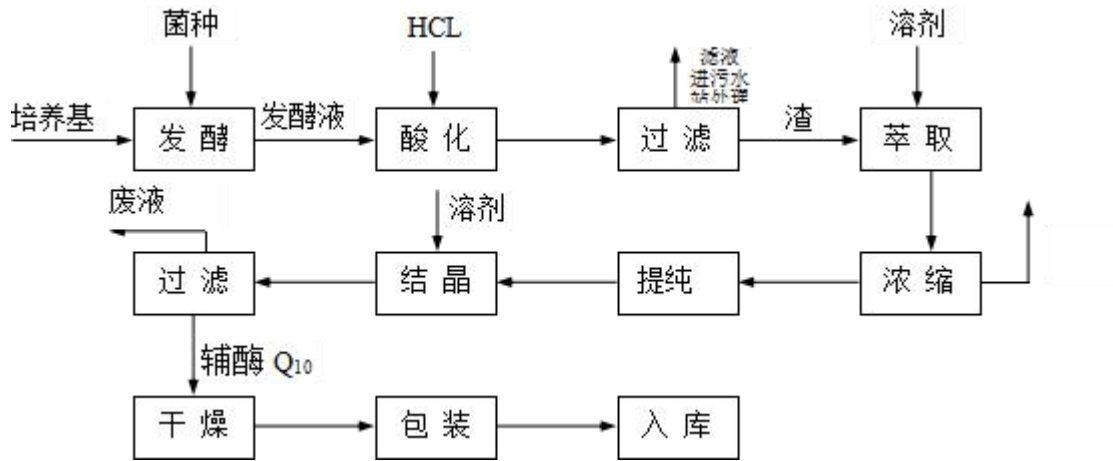 菌种
HCL
溶剂
滤液
进污水
站处理
培养基
发酵
发酵液
酸化
过滤
渣
萃取
废液
溶剂
过滤
结晶
提纯
浓缩
辅酶 Q₁₀
干燥
包装
入库